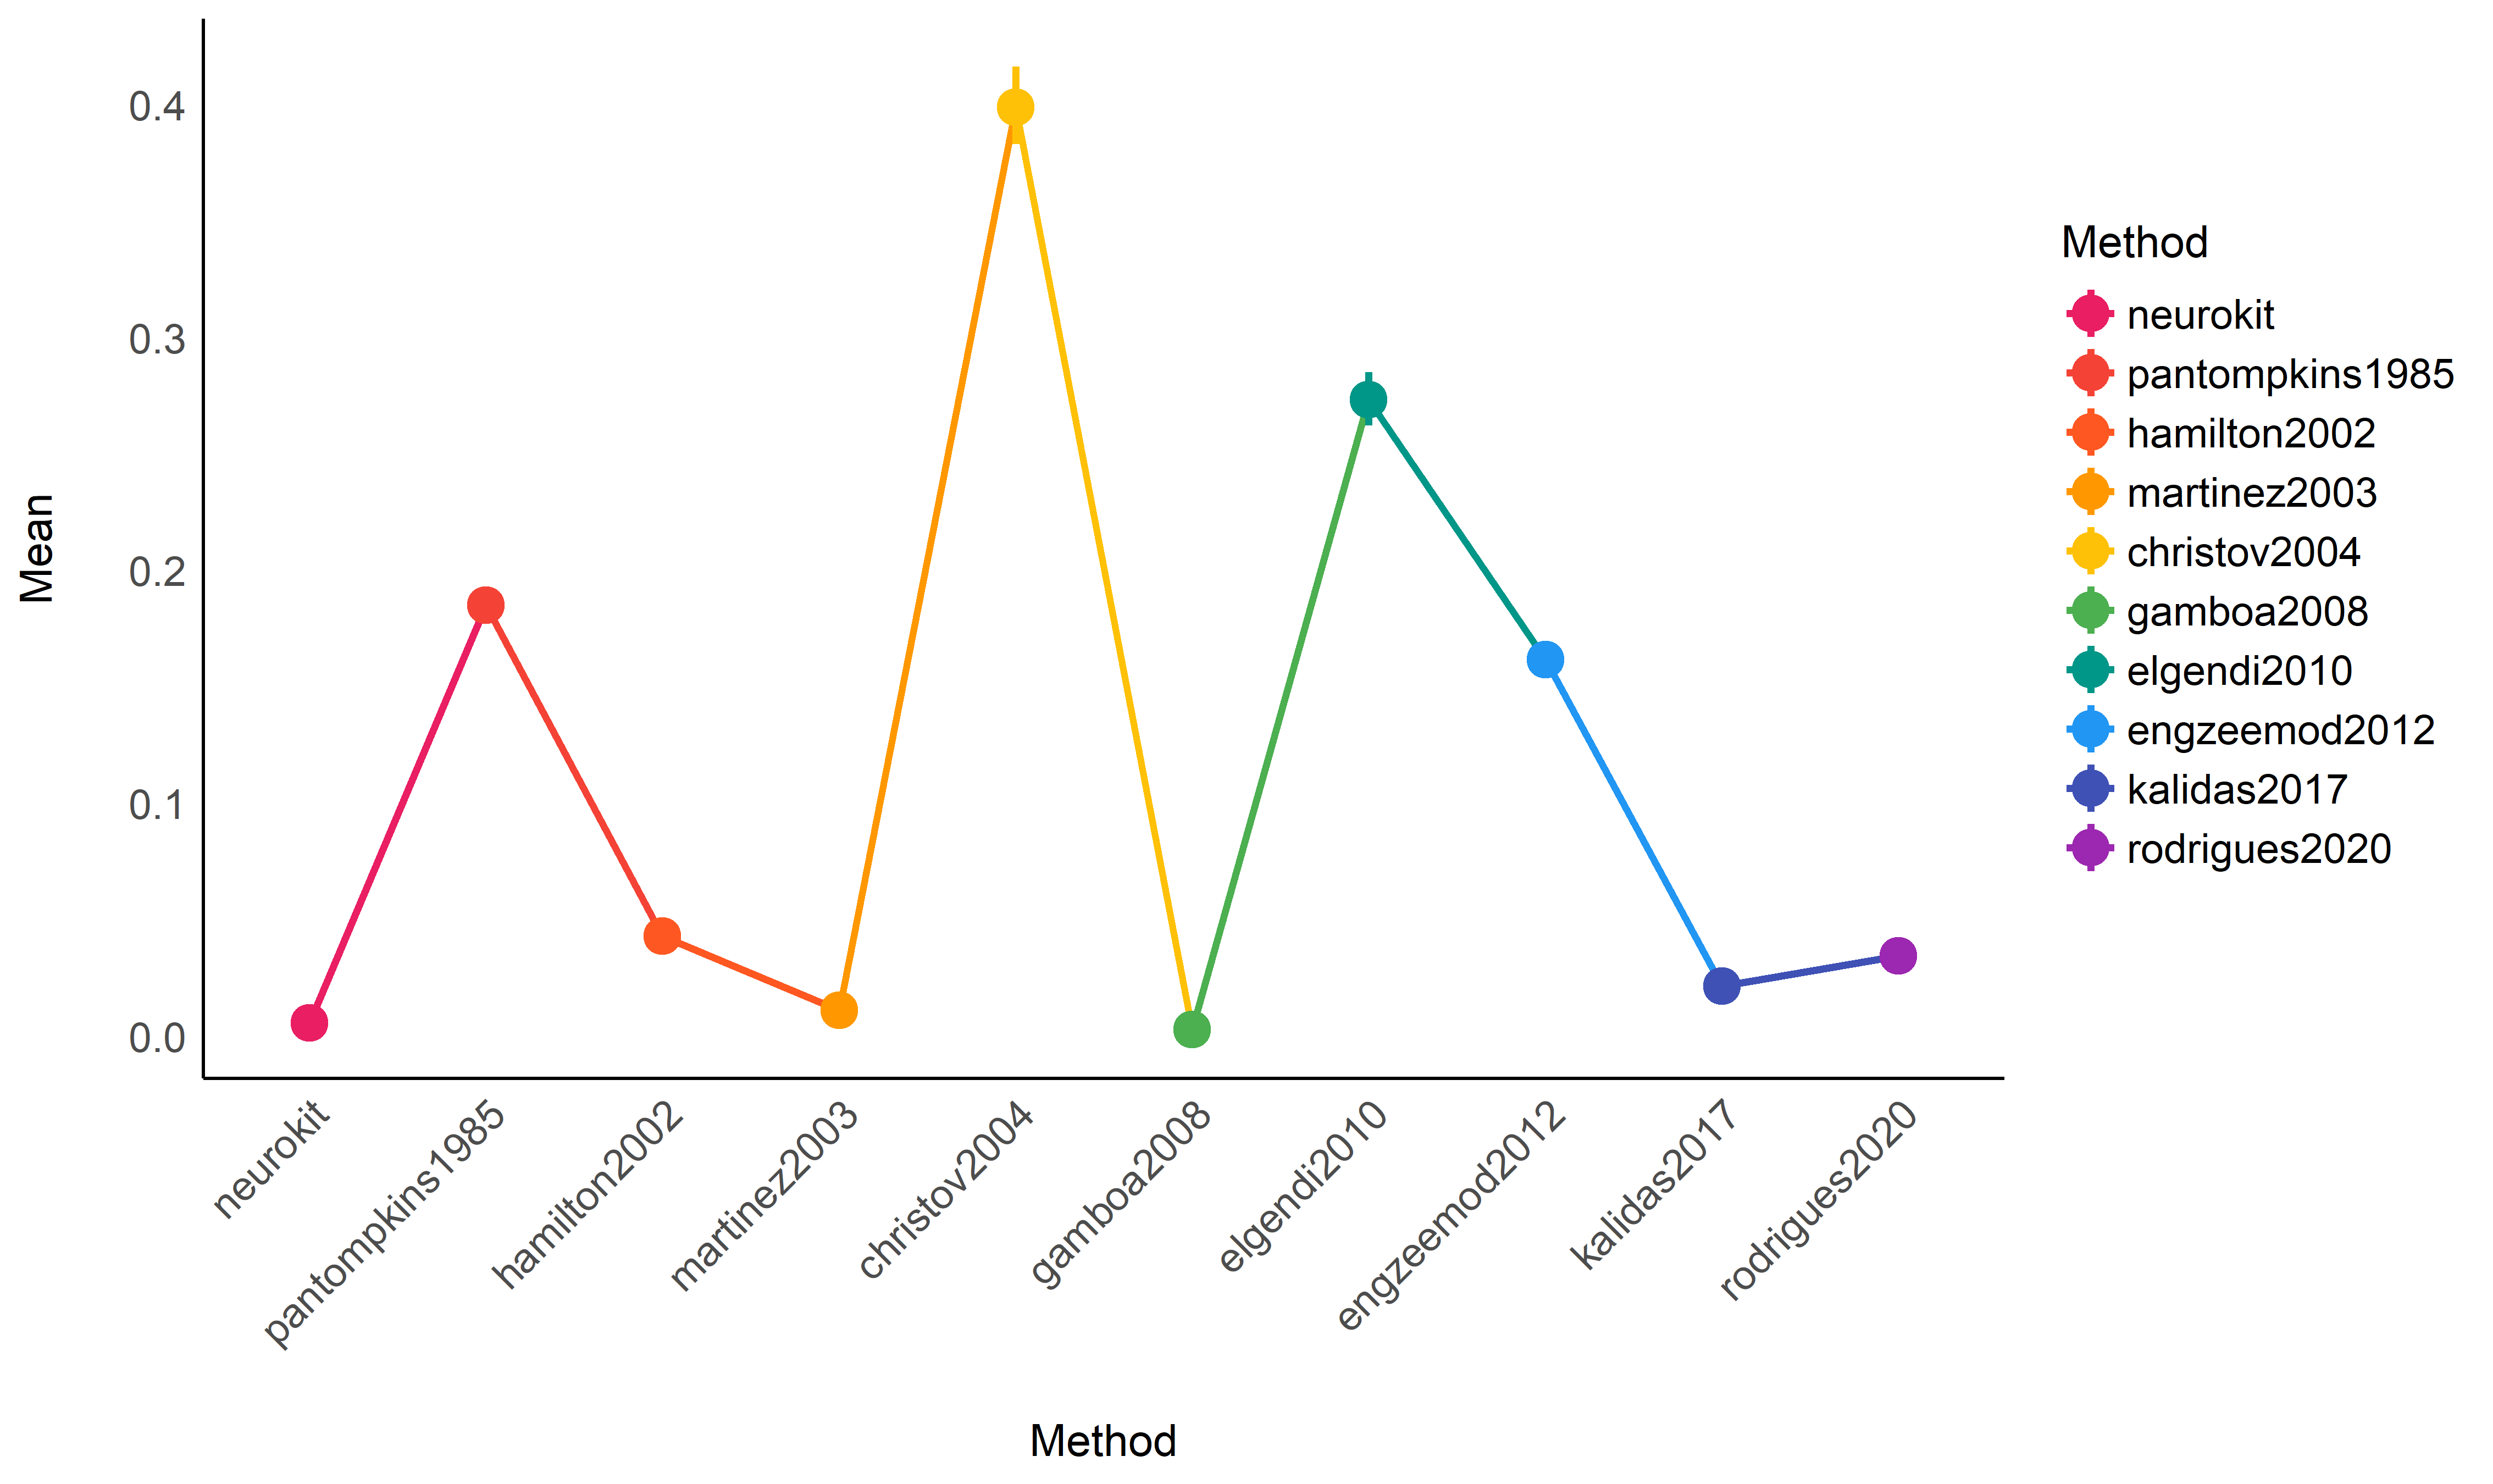 Mean
0.4
0.3
0.2
0.1
0.0
neurokit
pantompkins1985
hamilton2002
martinez2003
christov2004
gamboa2008
elgendi2010
engzeemod2012
kalidas2017
rodrigues2020
Method
Method
neurokit
pantompkins1985
hamilton2002
martinez2003
christov2004
gamboa2008
elgendi2010
engzeemod2012
kalidas2017
rodrigues2020